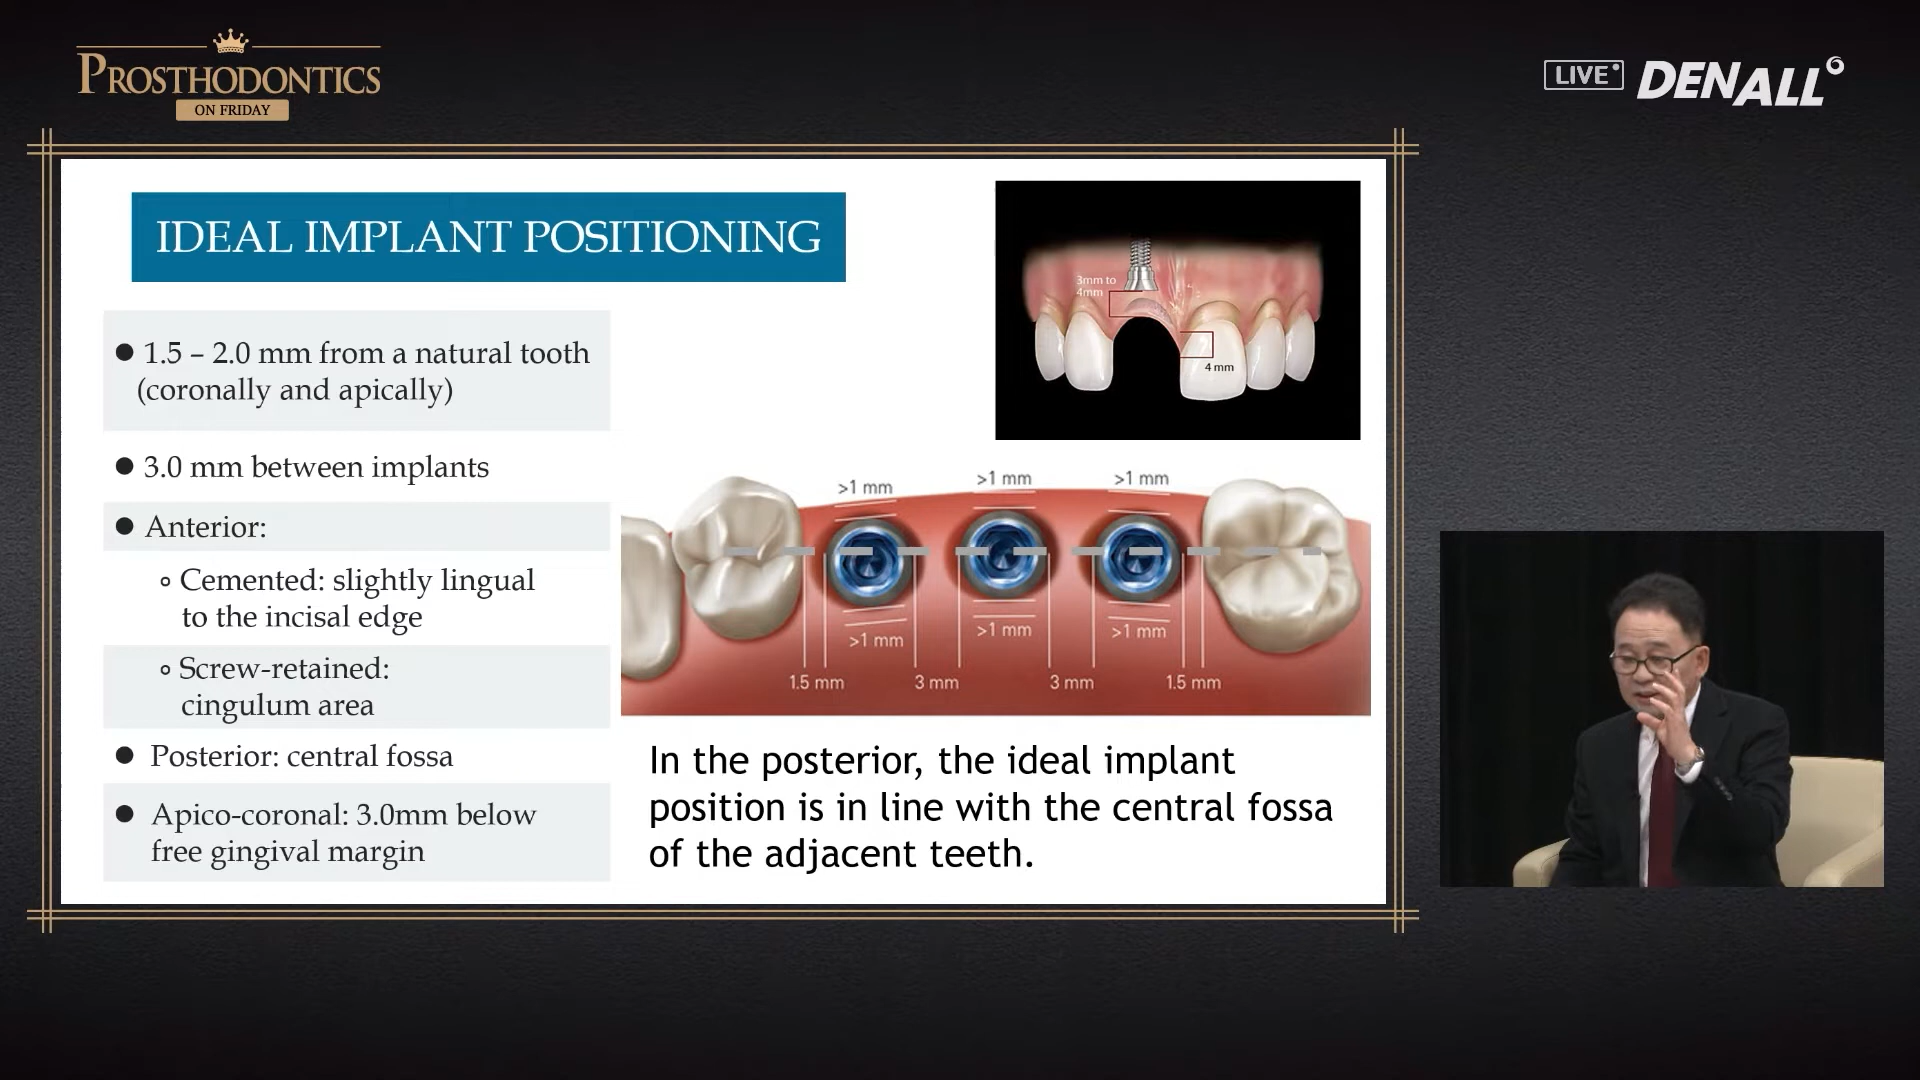 PROSTHODONTICS
ON FRIDAY
LIVE
DENALL
IDEAL IMPLANT POSITIONING
● 1.5 – 2.0 mm from a natural tooth
(coronally and apically)
● 3.0 mm between implants
● Anterior:
∘ Cemented: slightly lingual
to the incisal edge
∘ Screw-retained:
cingulum area
● Posterior: central fossa
● Apico-coronal: 3.0mm below
free gingival margin
3mm to
4mm
4 mm
>1 mm >1 mm >1 mm
>1 mm >1 mm >1 mm
1.5 mm 3 mm 3 mm 1.5 mm
In the posterior, the ideal implant
position is in line with the central fossa
of the adjacent teeth.